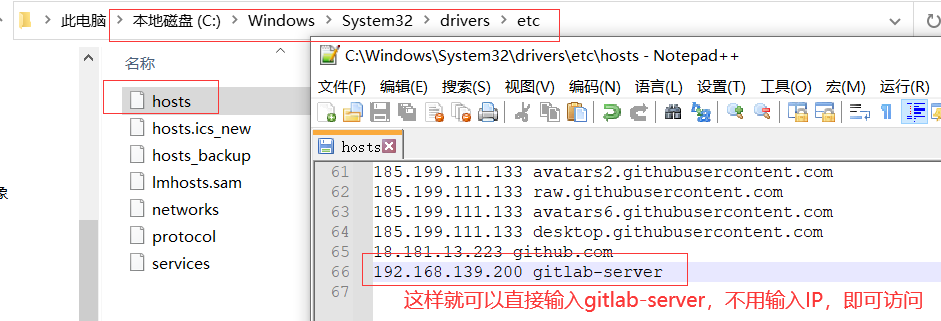 此电脑 > 本地磁盘 (C:) > Windows > System32 > drivers > etc
名称
hosts
hosts.ics_new
hosts_backup
lmhosts.sam
networks
protocol
services
象
C:\Windows\System32\drivers\etc\hosts - Notepad++
文件(F) 编辑(E) 搜索(S) 视图(V) 编码(N) 语言(L) 设置(T) 工具(O) 宏(M) 运行(R)
hosts
61 185.199.111.133 avatars2.githubusercontent.com
62 185.199.111.133 raw.githubusercontent.com
63 185.199.111.133 avatars6.githubusercontent.com
64 185.199.111.133 desktop.githubusercontent.com
65 18.181.13.223 github.com
66 192.168.139.200 gitlab-server
67
这样就可以直接输入gitlab-server，不用输入IP，即可访问